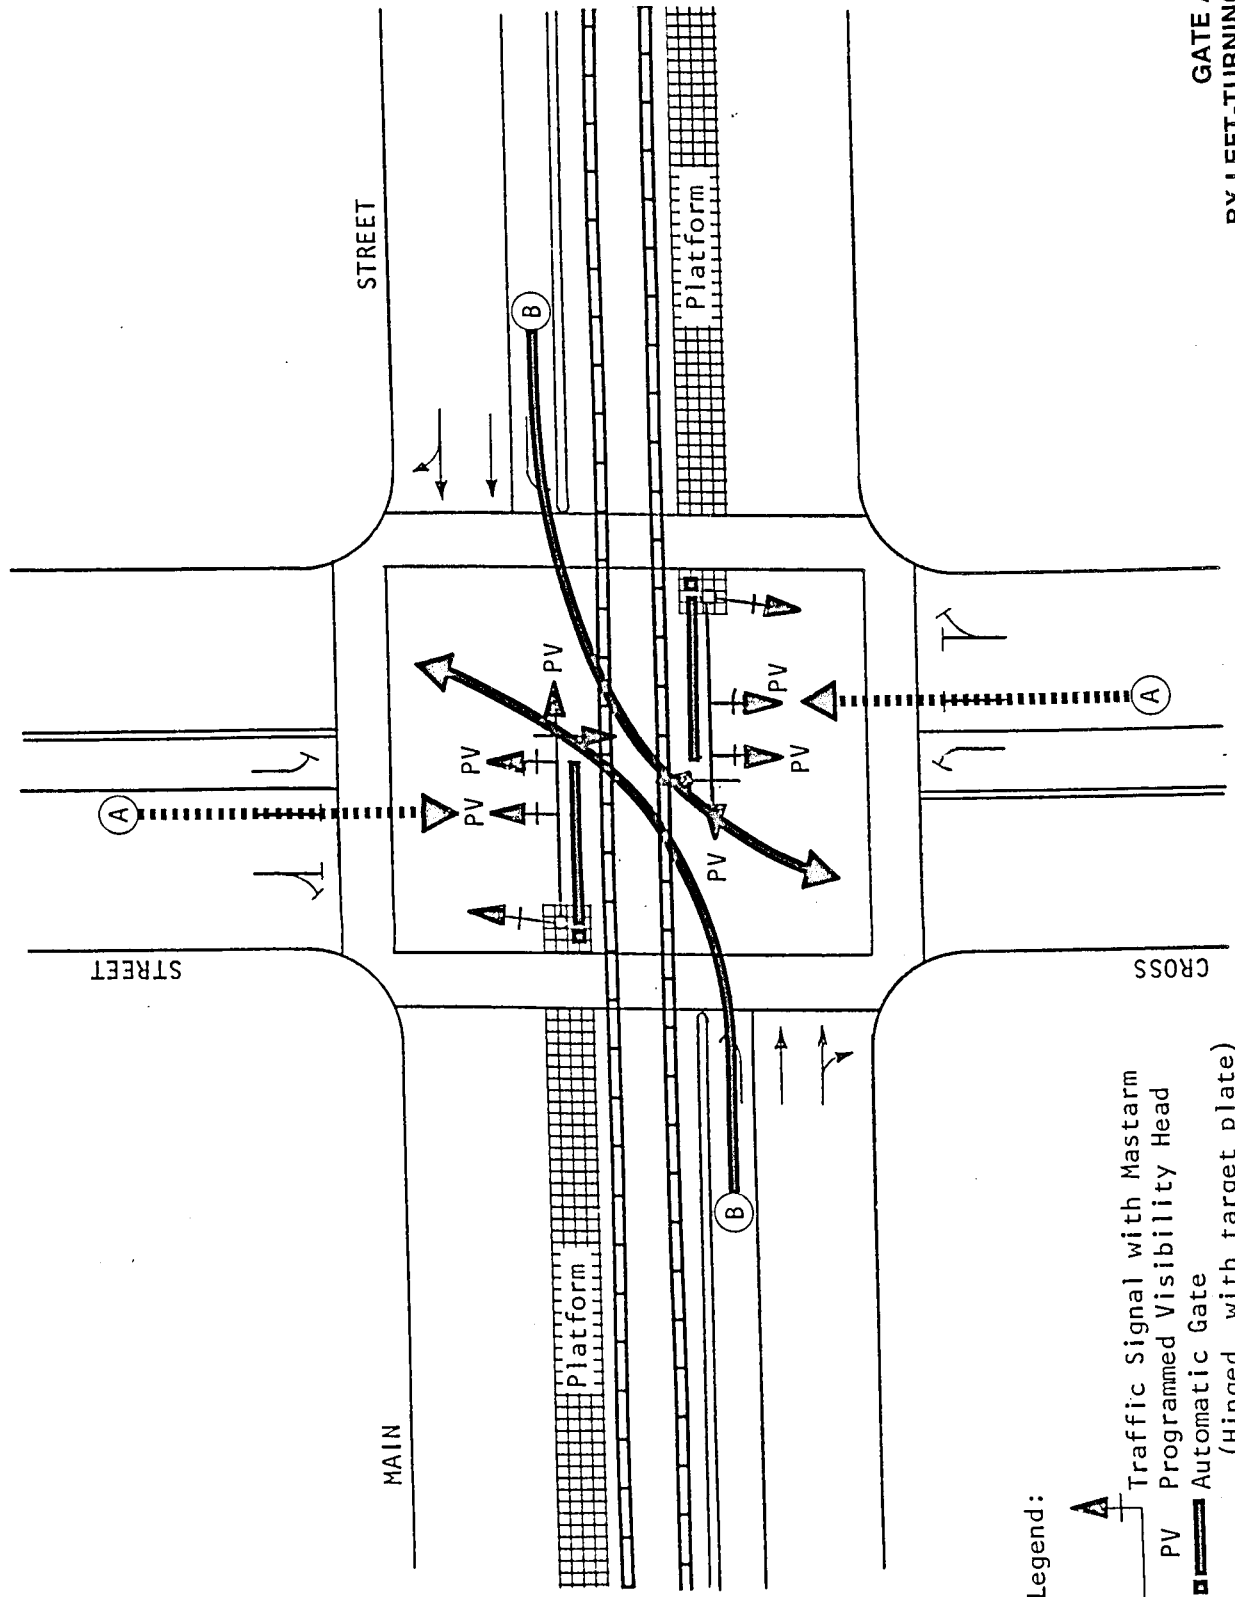 GATE
BY LEFT-TURNING
STREET
B
Platform
PV
PV
PV
PV
PV
PV
A
A
STREET
CROSS
B
Platform
MAIN
Legend:
Traffic Signal with Mastarm
PV Programmed Visibility Head
Automatic Gate
(Hinged, with target plate)